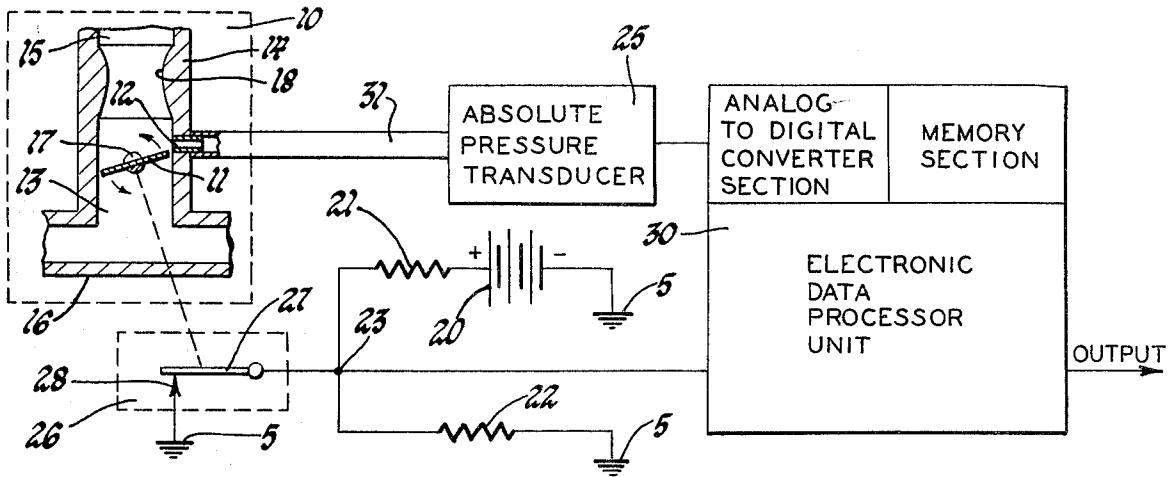 10
15
14
18
12
17
11
13
16
31
25
ABSOLUTE
PRESSURE
TRANSDUCER
ANALOG
TO DIGITAL
CONVERTER
SECTION
MEMORY
SECTION
30
ELECTRONIC
DATA
PROCESSOR
UNIT
OUTPUT
21
+
-
20
5
27
23
28
26
5
22
5